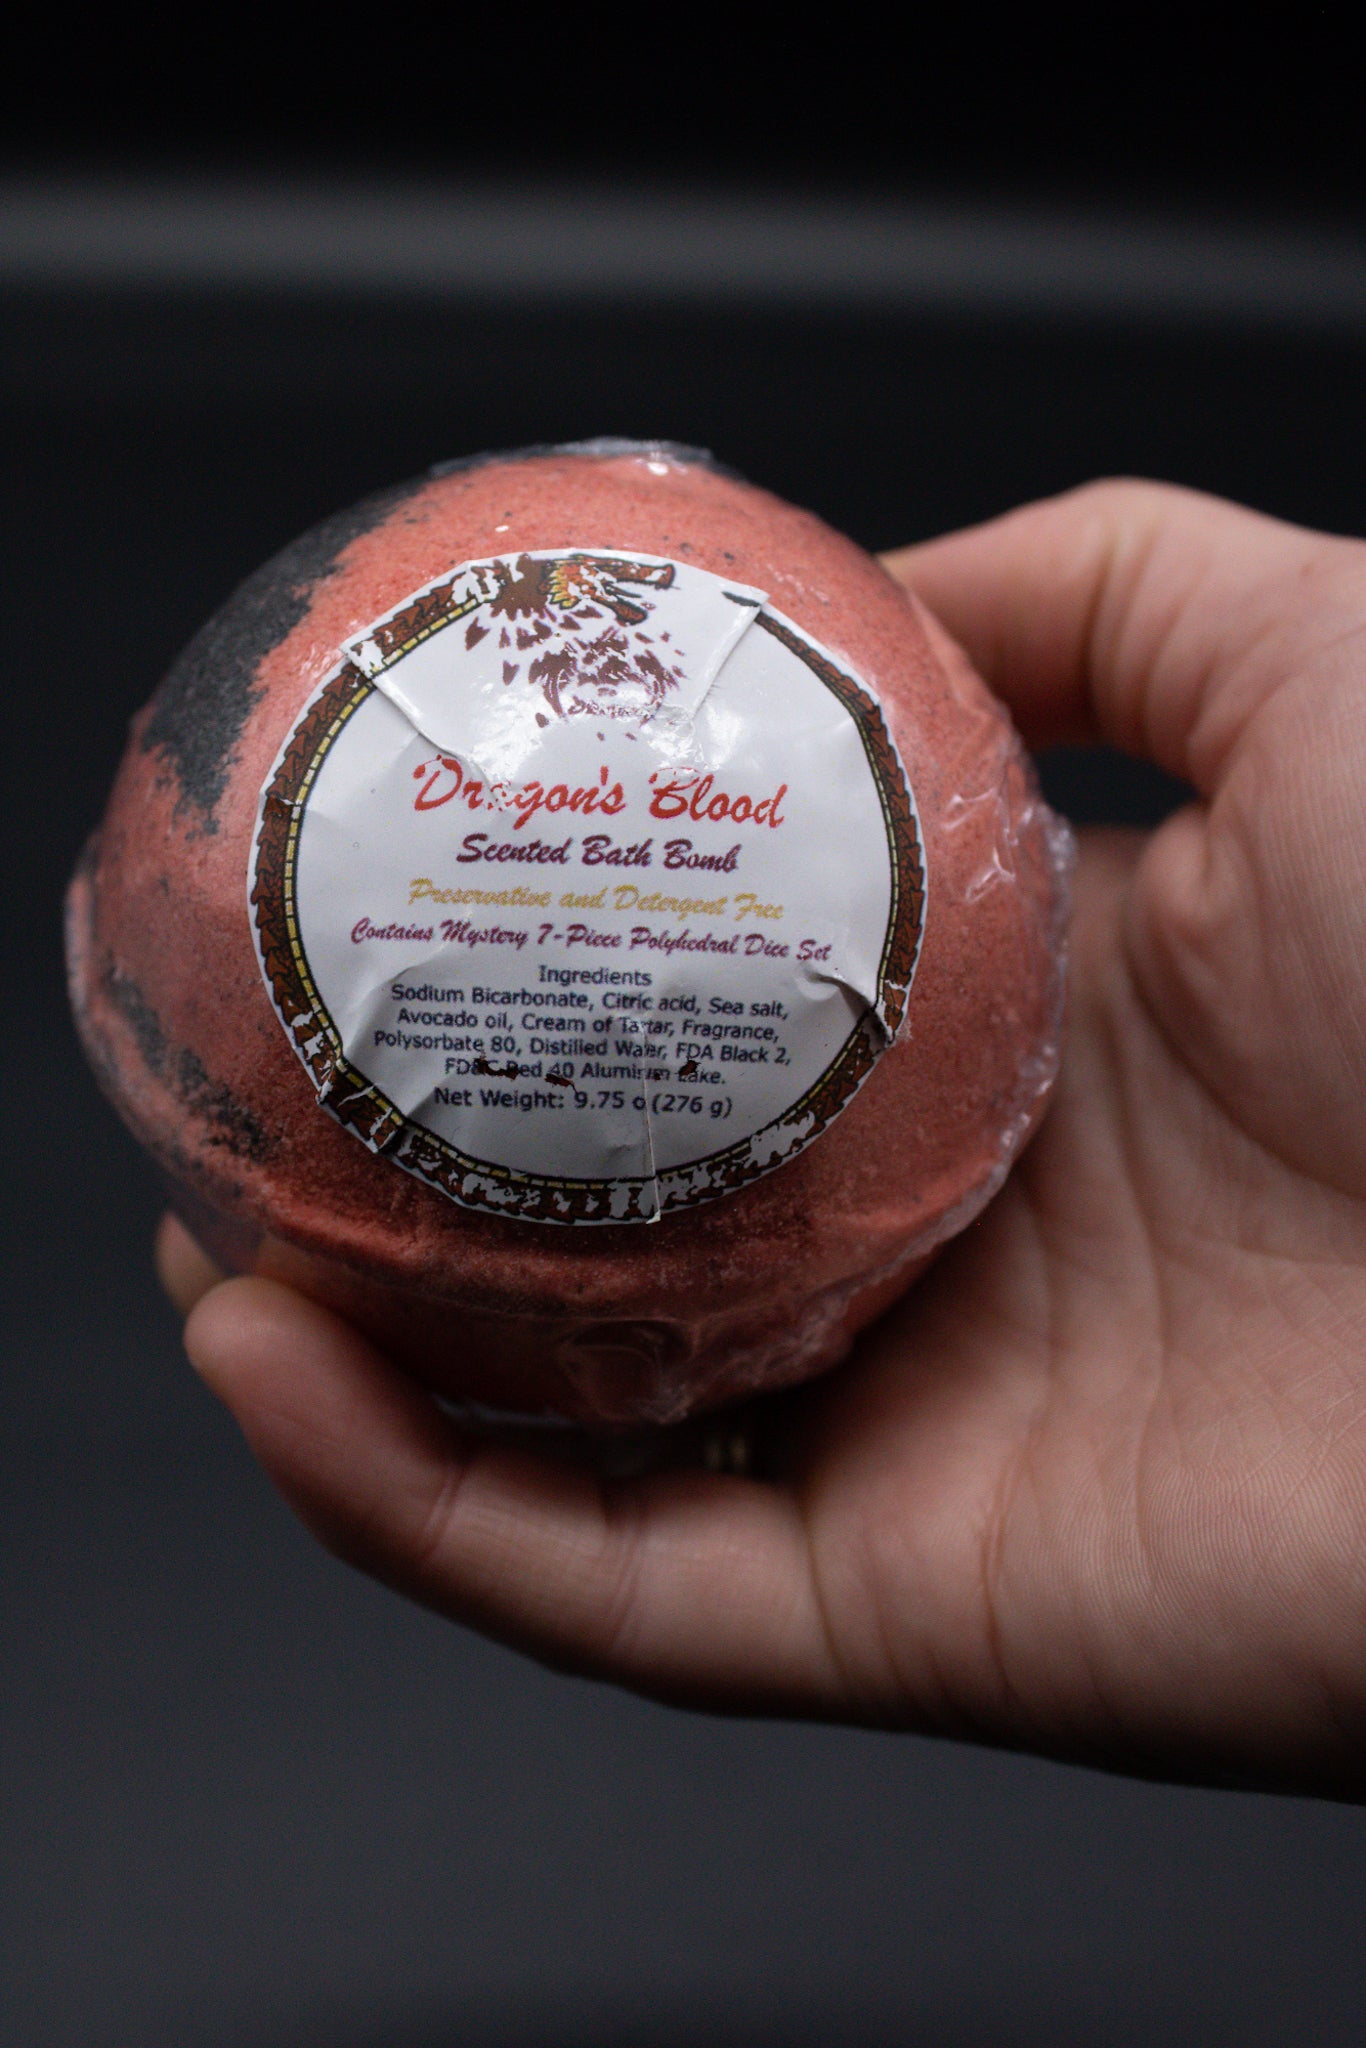 Dragon's Blood
Scented Bath Bomb
Preservative and Detergent Free
Contains Mystery 7-Piece Polyhedral Dice Set
Ingredients
Sodium Bicarbonate, Citric acid, Sea salt,
Avocado oil, Cream of Tartar, Fragrance,
Polysorbate 80, Distilled Water, FDA Black 2,
FD&C Red 40 Aluminum Lake.
Net Weight: 9.75 o (276 g)